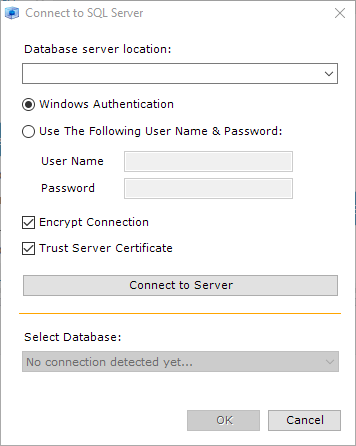 Connect to SQL Server
Database server location:
Windows Authentication
Use The Following User Name & Password:
User Name
Password
Encrypt Connection
Trust Server Certificate
Connect to Server
Select Database:
No connection detected yet...
OK
Cancel